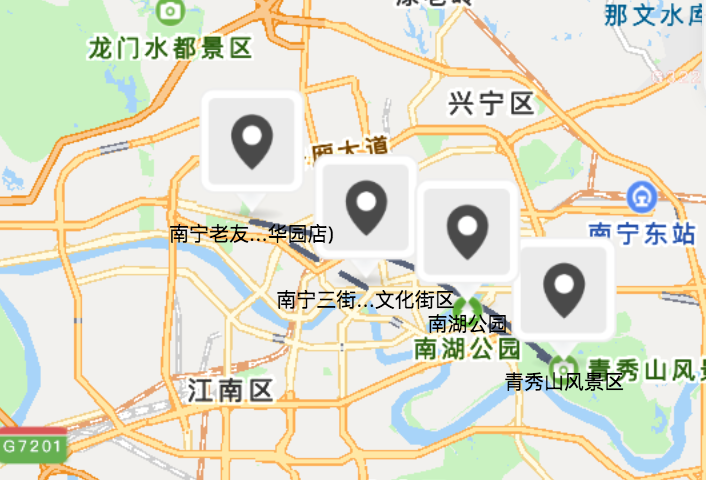 那文水库
龙门水都景区
兴宁区
南宁老友...华园店)
南宁东站
南宁三街...文化街区
南湖公园
南湖公园
青秀山风景
青秀山风景区
江南区
G7201